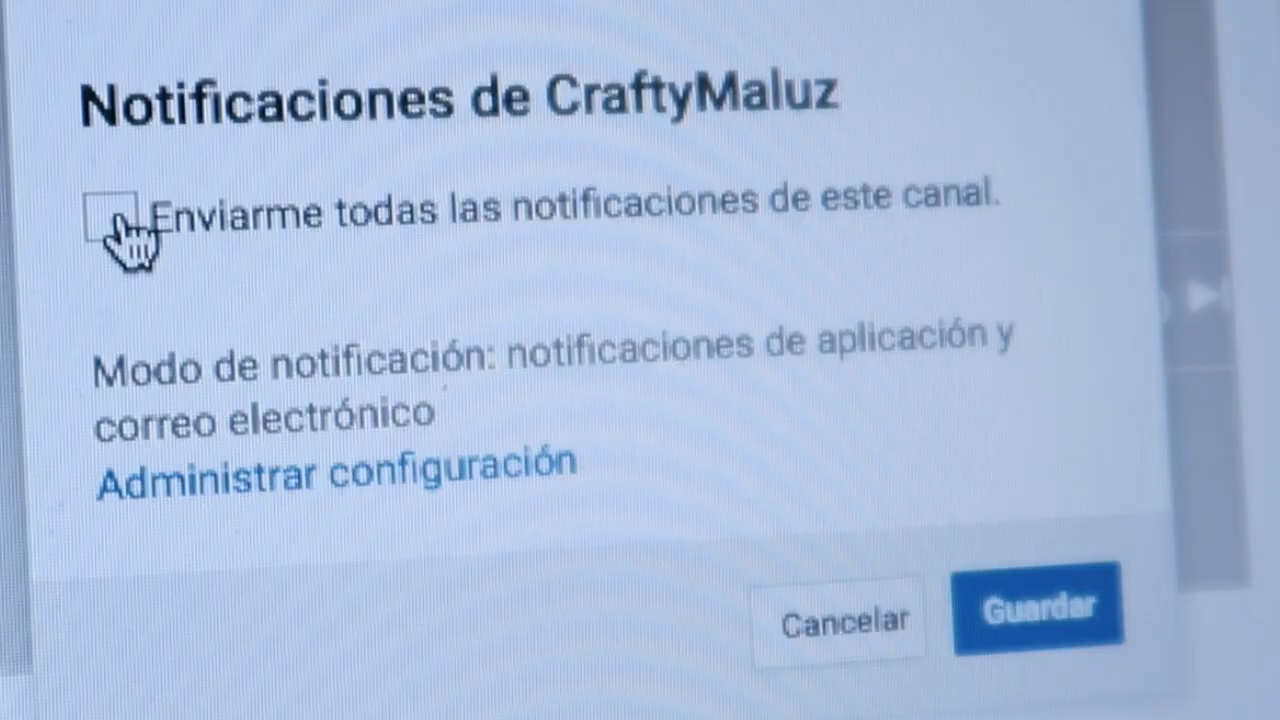 Notificaciones de CraftyMaluz
Enviarme todas las notificaciones de este canal.
Modo de notificación: notificaciones de aplicación y
correo electrónico
Administrar configuración
Cancelar
Guardar